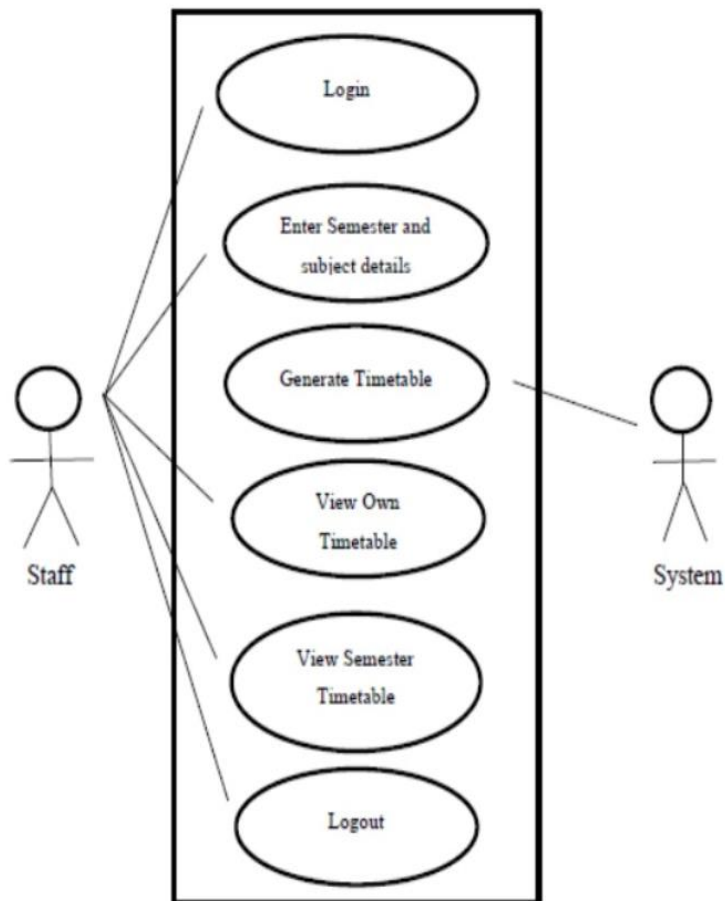 Login
Enter Semester and
subject details
Generate Timetable
View Own
Timetable
Staff
System
View Semester
Timetable
Logout